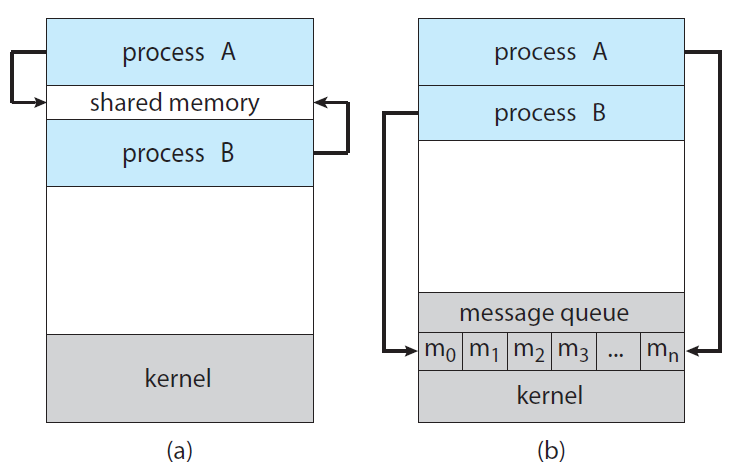 process A
shared memory
process B
kernel
(a)
process A
process B
message queue
m0 m1 m2 m3 ... mn
kernel
(b)